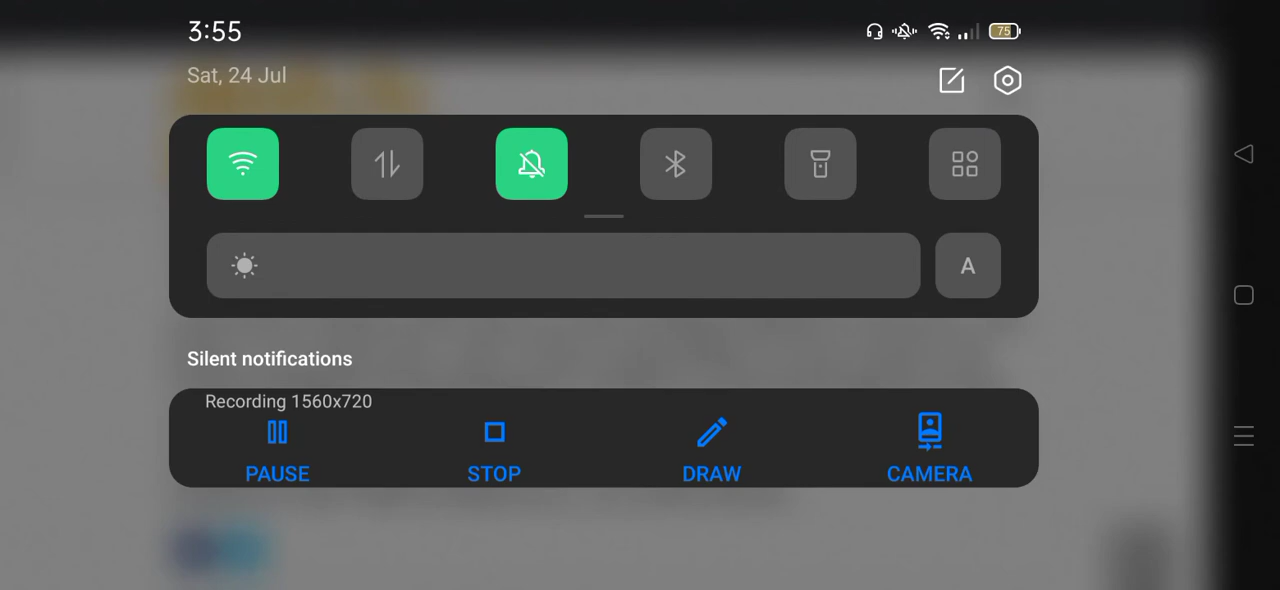 3:55
75
Sat, 24 Jul
A
Silent notifications
Recording 1560x720
PAUSE
STOP
DRAW
CAMERA